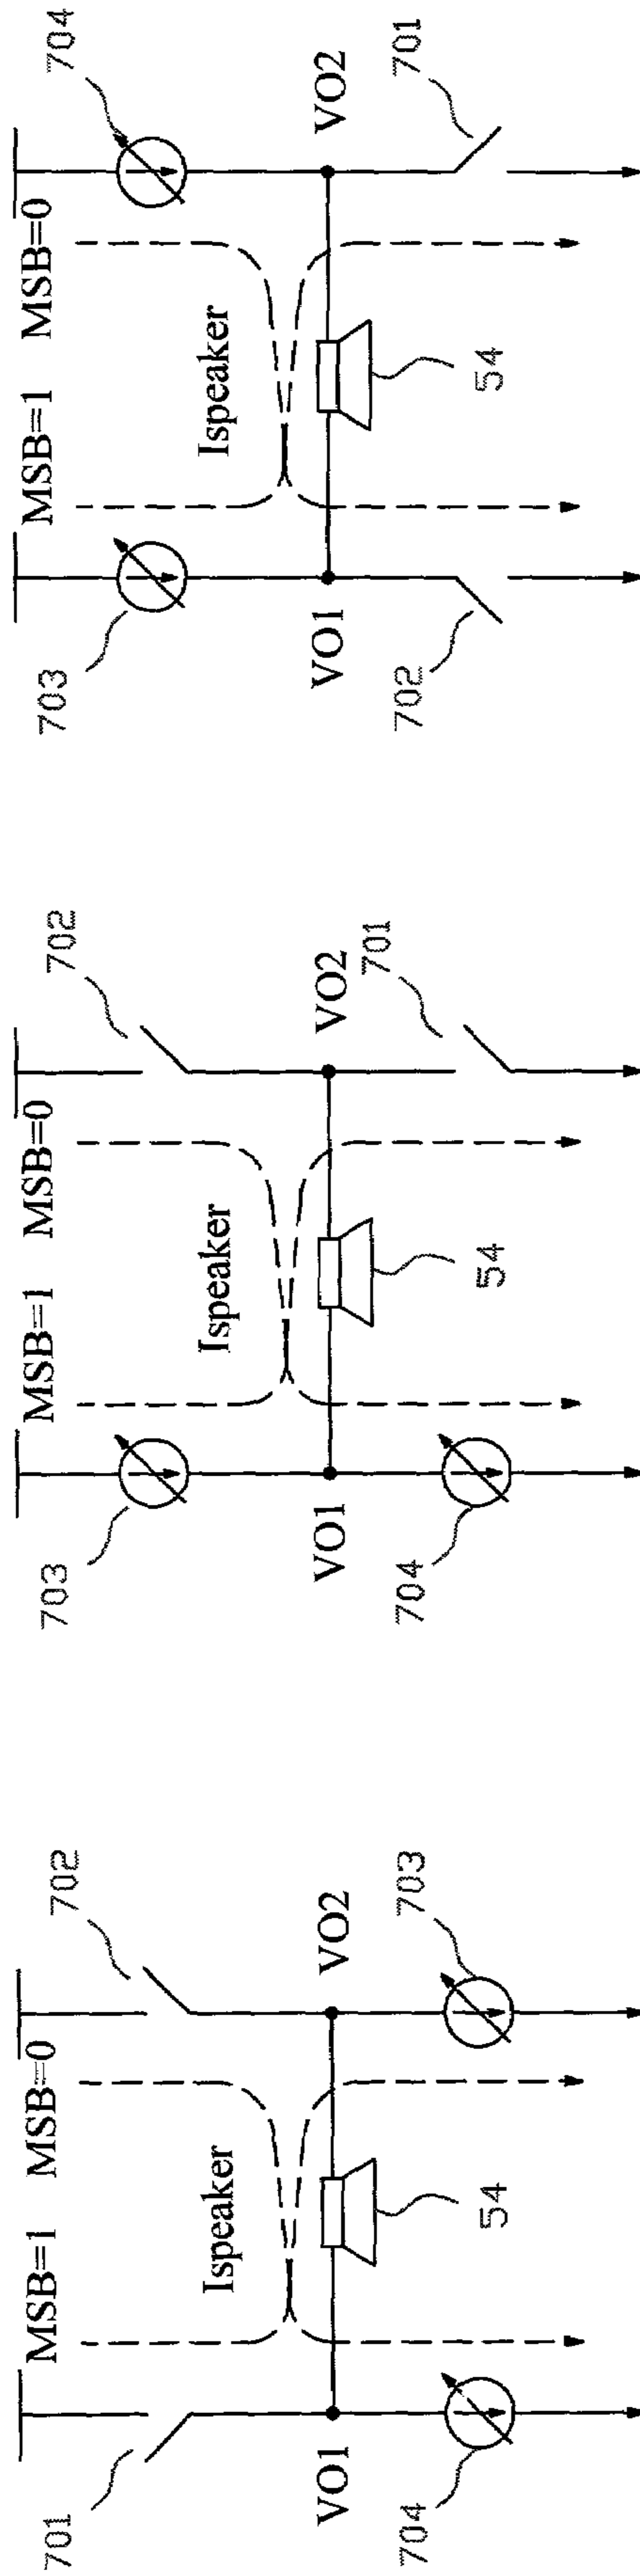 704
MSB=1 MSB=0
703
Ispeaker
VO1
VO2
54
702
701
702
MSB=1 MSB=0
703
Ispeaker
VO1
VO2
701
54
704
702
MSB=1 MSB=0
701
Ispeaker
VO1
VO2
703
54
704